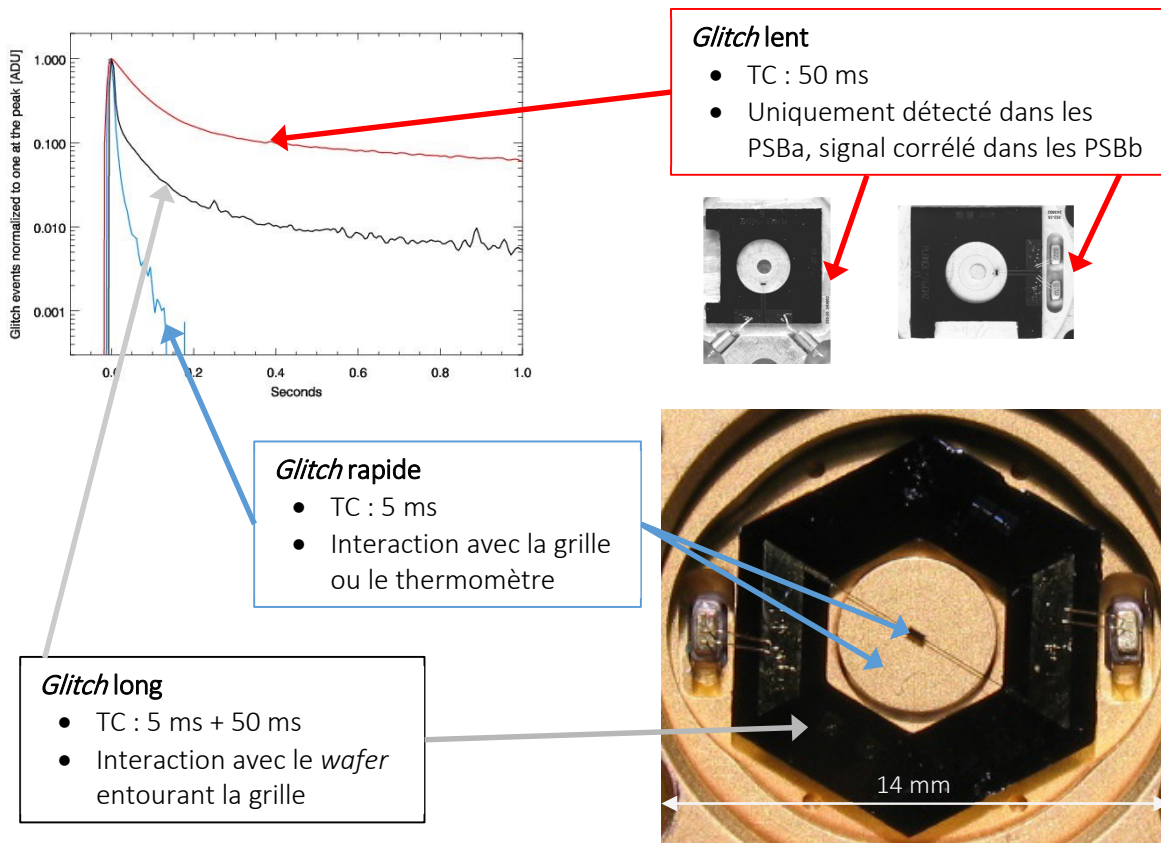 Glitch lent
• TC : 50 ms
• Uniquement détecté dans les
PSBa, signal corrélé dans les PSBb
Glitch events normalized to one at the peak [ADU]
1.000
0.100
0.010
0.001
0.0
0.2
0.4
0.6
0.8
1.0
Seconds
Glitch rapide
• TC : 5 ms
• Interaction avec la grille
ou le thermomètre
Glitch long
• TC : 5 ms + 50 ms
• Interaction avec le wafer
entourant la grille
14 mm